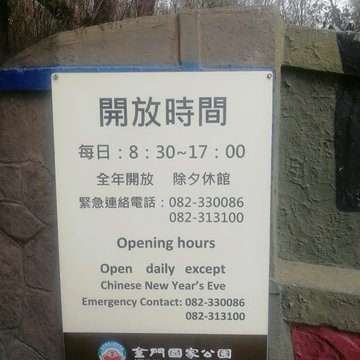 開放時間
每日：8：30~17：00
全年開放 除夕休館
緊急連絡電話：082-330086
082-313100
Opening hours
Open daily except
Chinese New Year's Eve
Emergency Contact: 082-330086
082-313100
金門國家公園